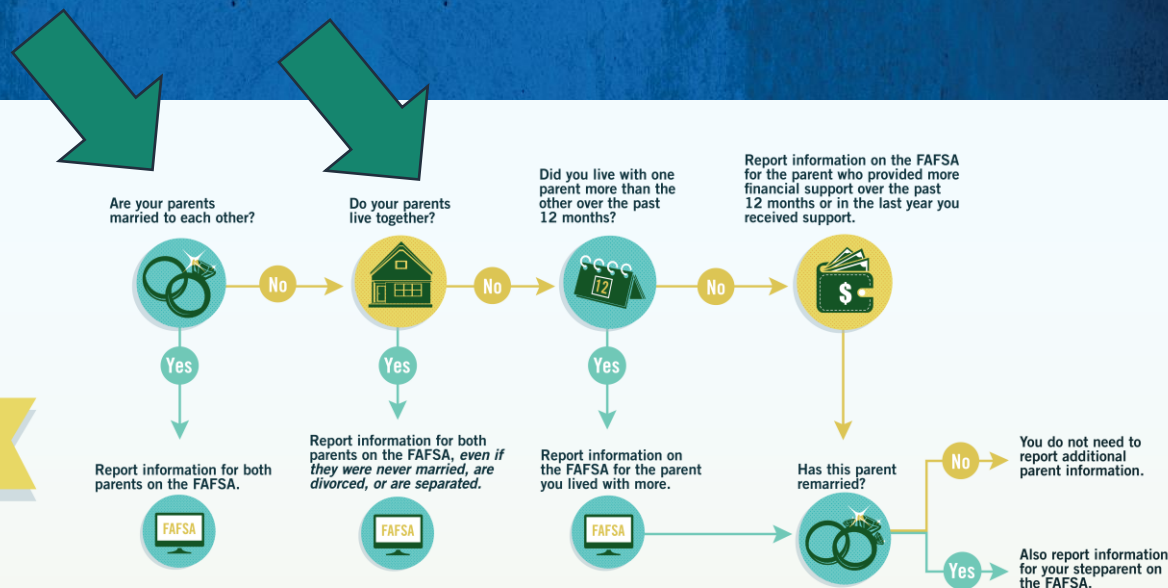 Are your parents
married to each other?
Do your parents
live together?
Did you live with one
parent more than the
other over the past
12 months?
Report information on the FAFSA
for the parent who provided more
financial support over the past
12 months or in the last year you
received support.
No
No
12
No
$
Yes
Yes
Yes
Report information for both
parents on the FAFSA.
Report information for both
parents on the FAFSA, even if
they were never married, are
divorced, or are separated.
Report information on
the FAFSA for the parent
you lived with more.
Has this parent
remarried?
No
You do not need to
report additional
parent information.
FAFSA
FAFSA
FAFSA
Yes
Also report information
for your stepparent on
the FAFSA.